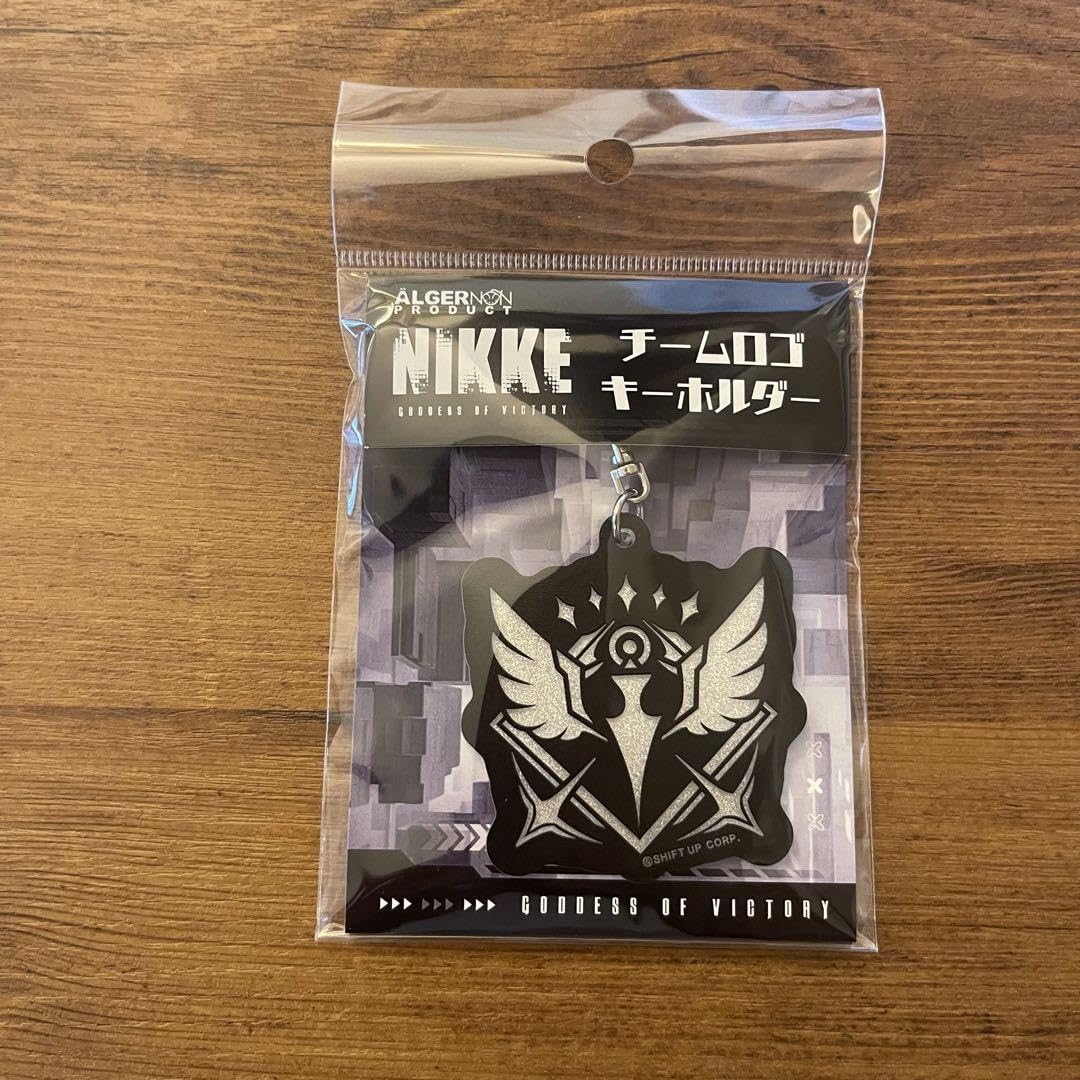 ÄLGERNON
PRODUCT
NIKKE
GODDESS OF VICTORY
チームロゴ
キーホルダー
©SHIFT UP CORP.
GODDESS OF VICTORY